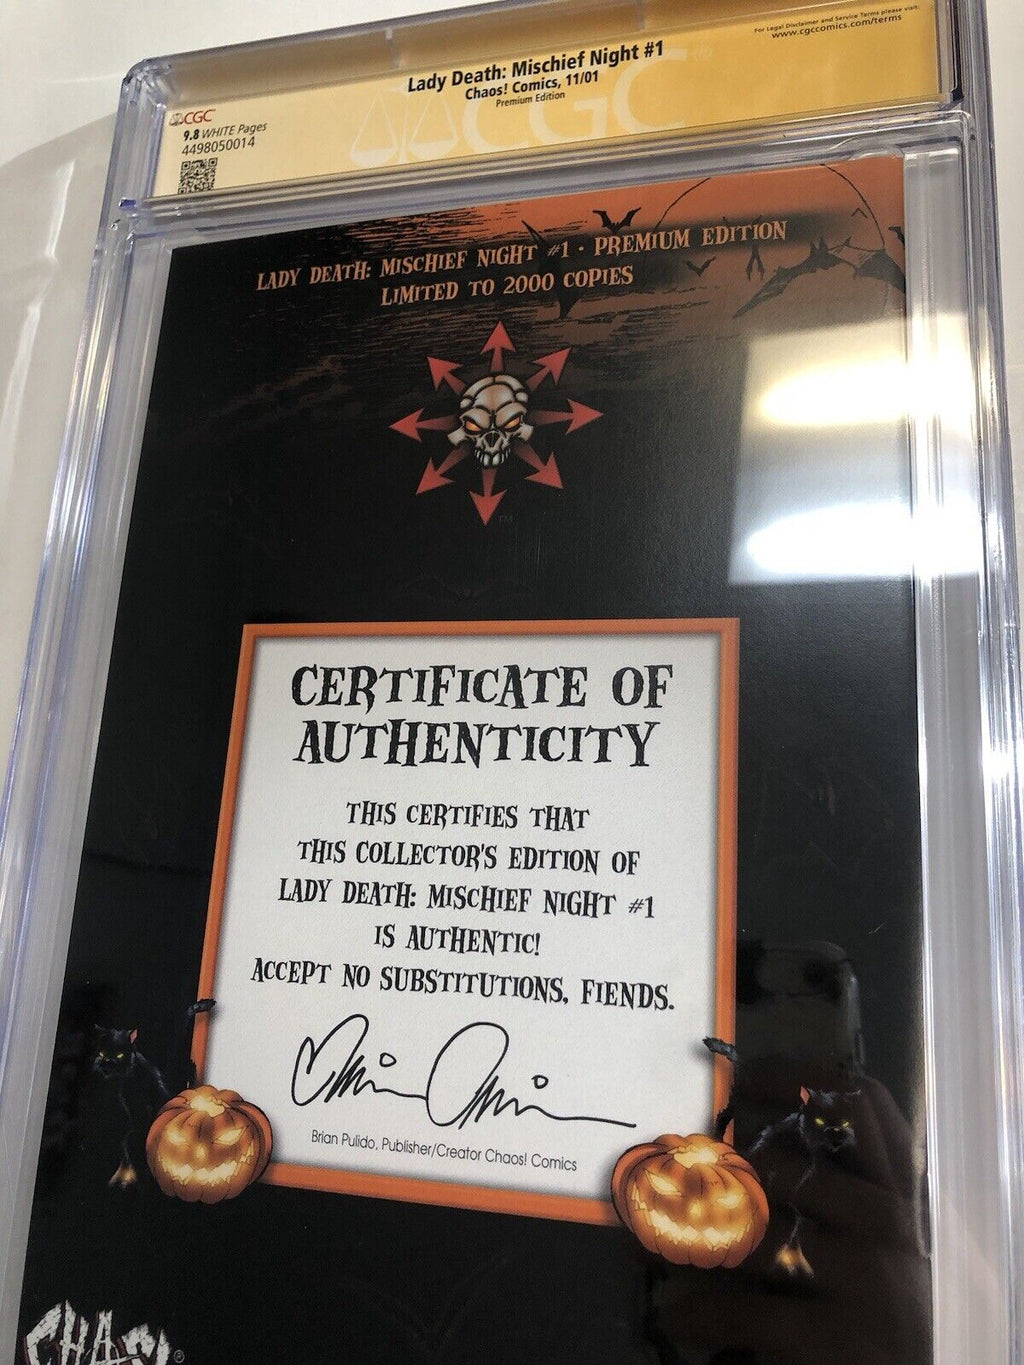 For Legal Disclaimer and Service Terms please visit:
www.cgccomics.com/terms
Lady Death: Mischief Night #1
Chaos! Comics, 11/01
Premium Edition
CGC
CGC
9.8 WHITE Pages
4498050014
LADY DEATH: MISCHIEF NIGHT #1 · PREMIUM EDITION
LIMITED TO 2000 COPIES
TM
CERTIFICATE OF
AUTHENTICITY
THIS CERTIFIES THAT
THIS COLLECTOR'S EDITION OF
LADY DEATH: MISCHIEF NIGHT #1
IS AUTHENTIC!
ACCEPT NO SUBSTITUTIONS, FIENDS.
Brian Pulido, Publisher/Creator Chaos! Comics
CHAOS!®